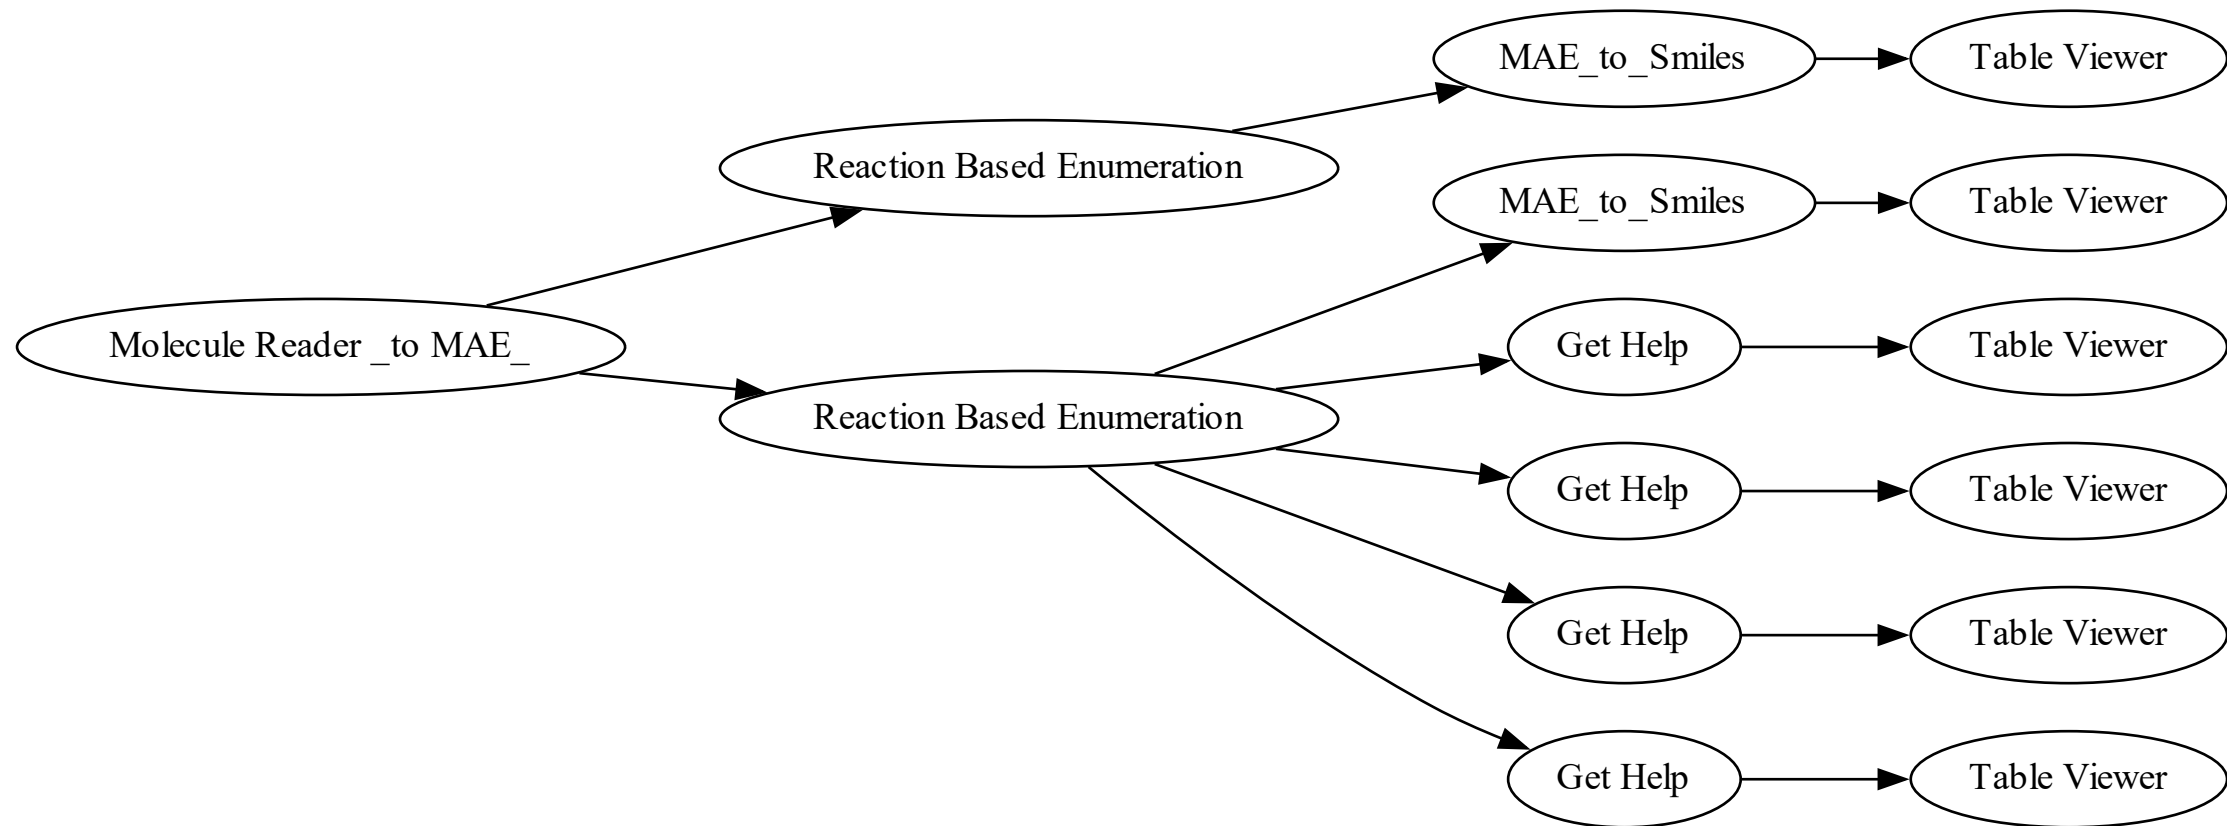 MAE_to_Smiles
Table Viewer
Reaction Based Enumeration
MAE_to_Smiles
Table Viewer
Molecule Reader _to MAE_
Get Help
Table Viewer
Reaction Based Enumeration
Get Help
Table Viewer
Get Help
Table Viewer
Get Help
Table Viewer